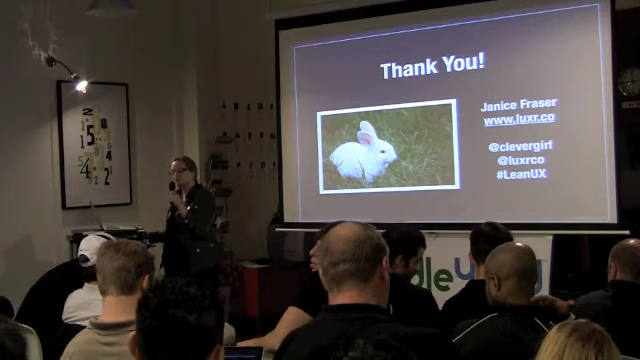 Thank You!
Janice Fraser
www.luxr.co
@clevergirl
@luxrco
#LeanUX